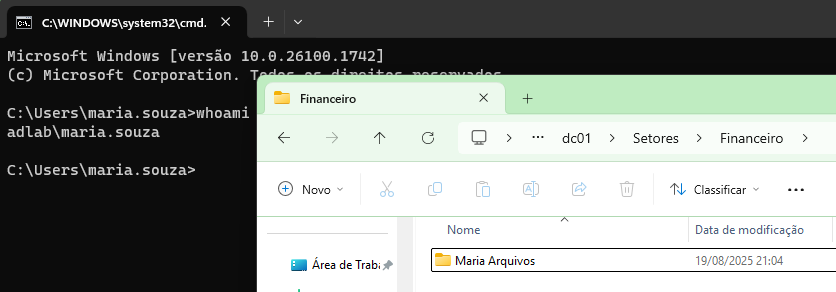 C:\WINDOWS\system32\cmd.
Microsoft Windows [versão 10.0.26100.1742]
(c) Microsoft Corporation. Todos os direitos reservados
C:\Users\maria.souza>whoami
adlab\maria.souza
C:\Users\maria.souza>
Financeiro
dc01 > Setores > Financeiro >
Novo
Classificar
Nome
Data de modificação
Área de Traba
Maria Arquivos
19/08/2025 21:04